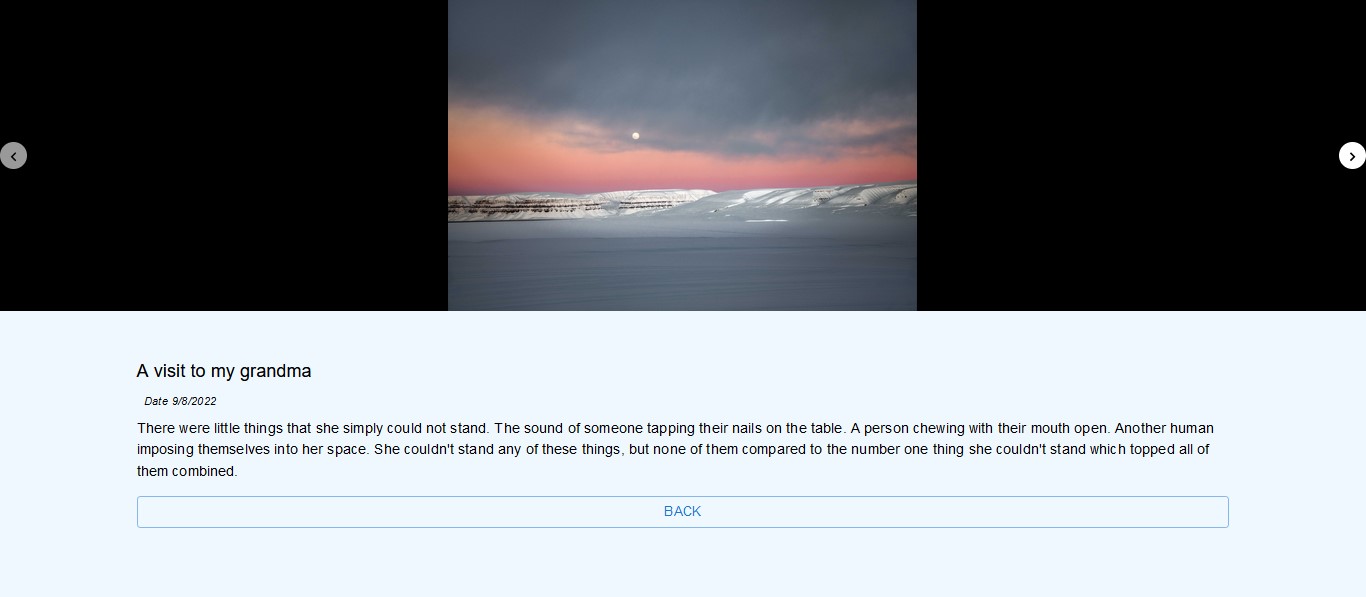 A visit to my grandma
Date 9/8/2022
There were little things that she simply could not stand. The sound of someone tapping their nails on the table. A person chewing with their mouth open. Another human
imposing themselves into her space. She couldn't stand any of these things, but none of them compared to the number one thing she couldn't stand which topped all of
them combined.
BACK